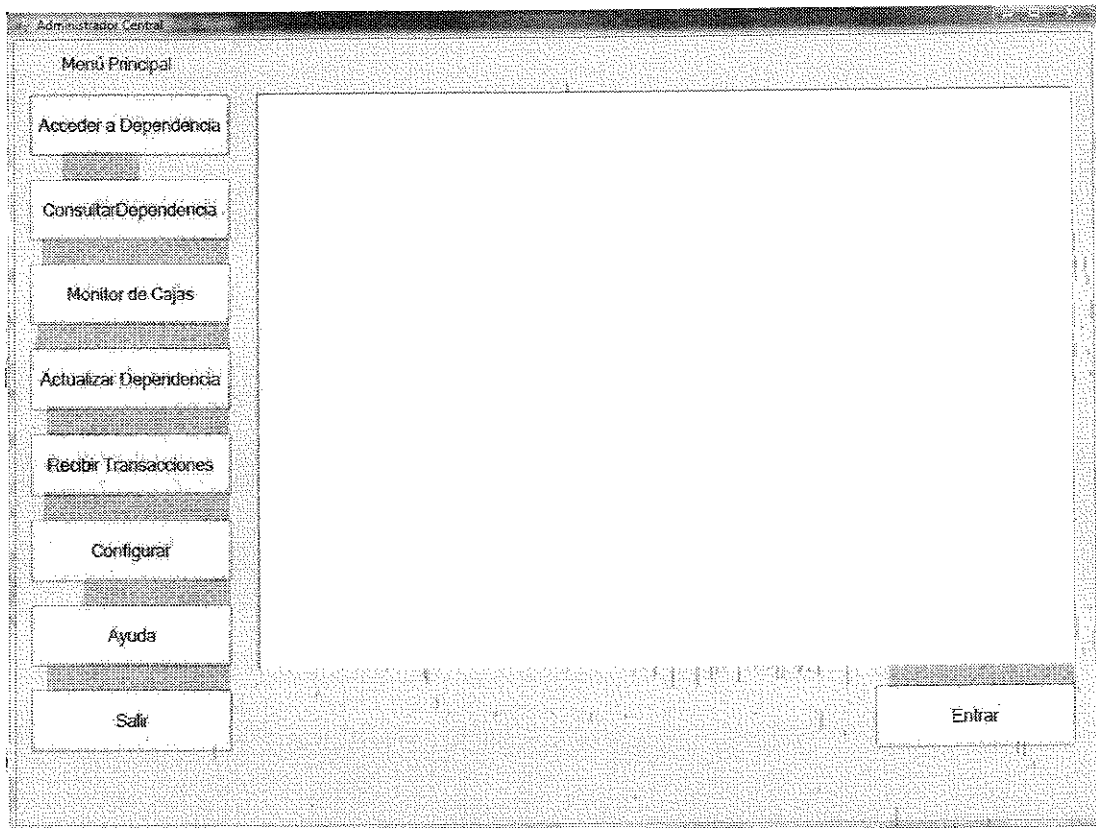 Administrador Central
Menú Principal
Acceder a Dependencia
ConsultarDependencia
Monitor de Cajas
Actualizar Dependencia
Recibir Transacciones
Configurar
Ayuda
Salir
Entrar